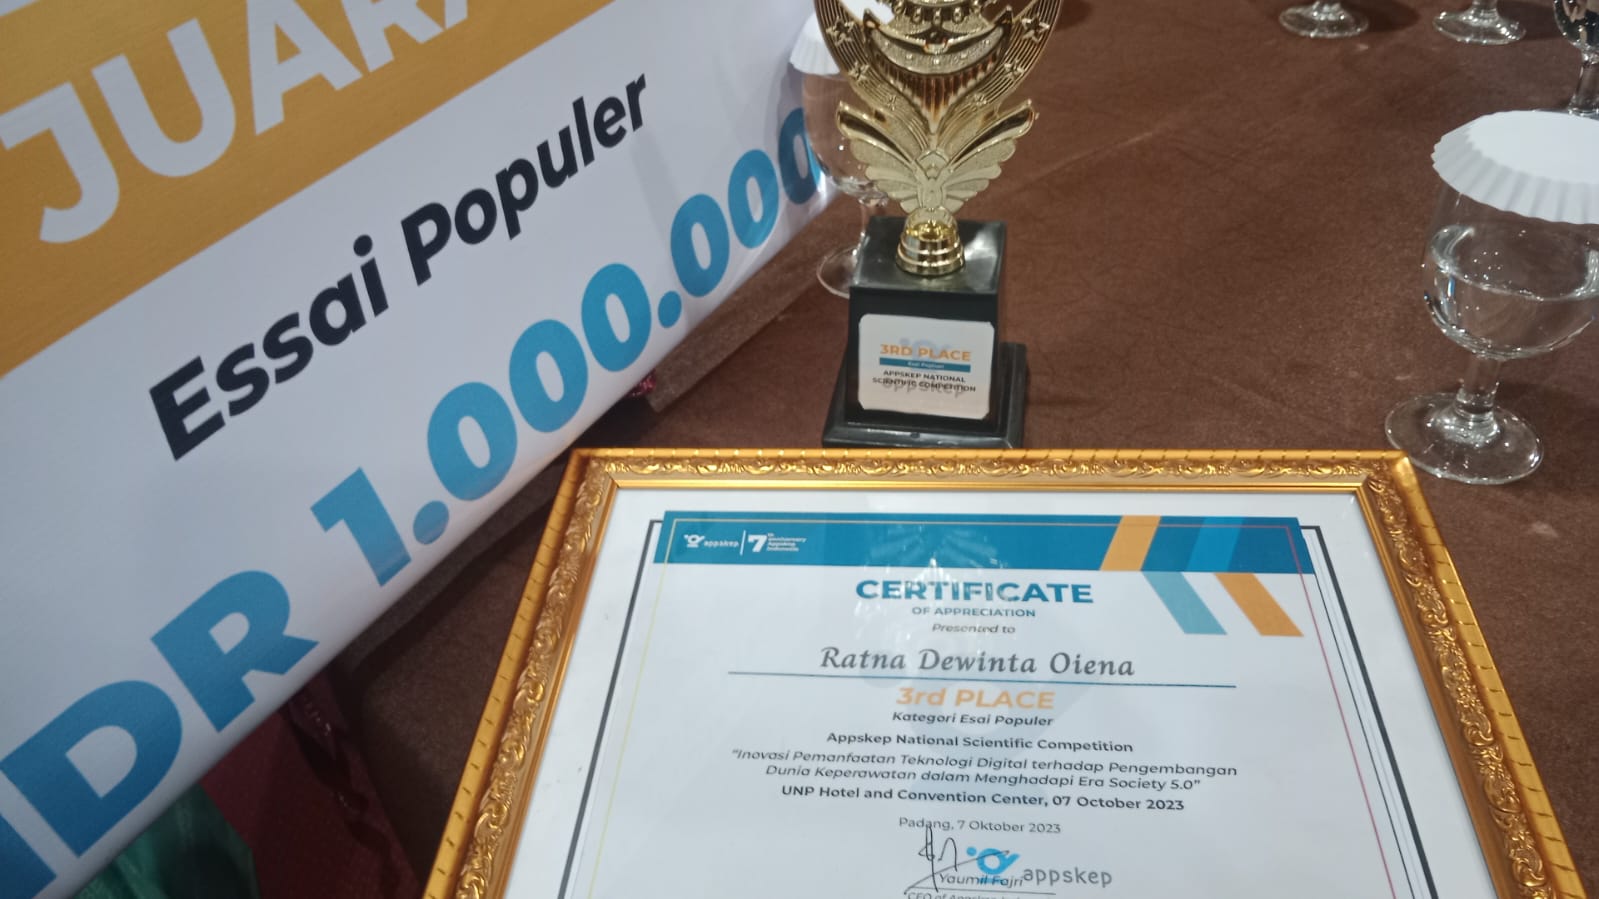 JUARA
Essai Populer
IDR 1.000.000
3RD PLACE
Esai Populer
APPSKEP NATIONAL
SCIENTIFIC COMPETITION
appskep
appskep
7th anniversary
Appskep
Indonesia
CERTIFICATE
OF APPRECIATION
Presented to
Ratna Dewinta Oiena
3rd PLACE
Kategori Esai Populer
Appskep National Scientific Competition
"Inovasi Pemanfaatan Teknologi Digital terhadap Pengembangan
Dunia Keperawatan dalam Menghadapi Era Society 5.0"
UNP Hotel and Convention Center, 07 October 2023
Padang, 7 Oktober 2023
appskep
Yaumil Fajri
CEO of Appskep